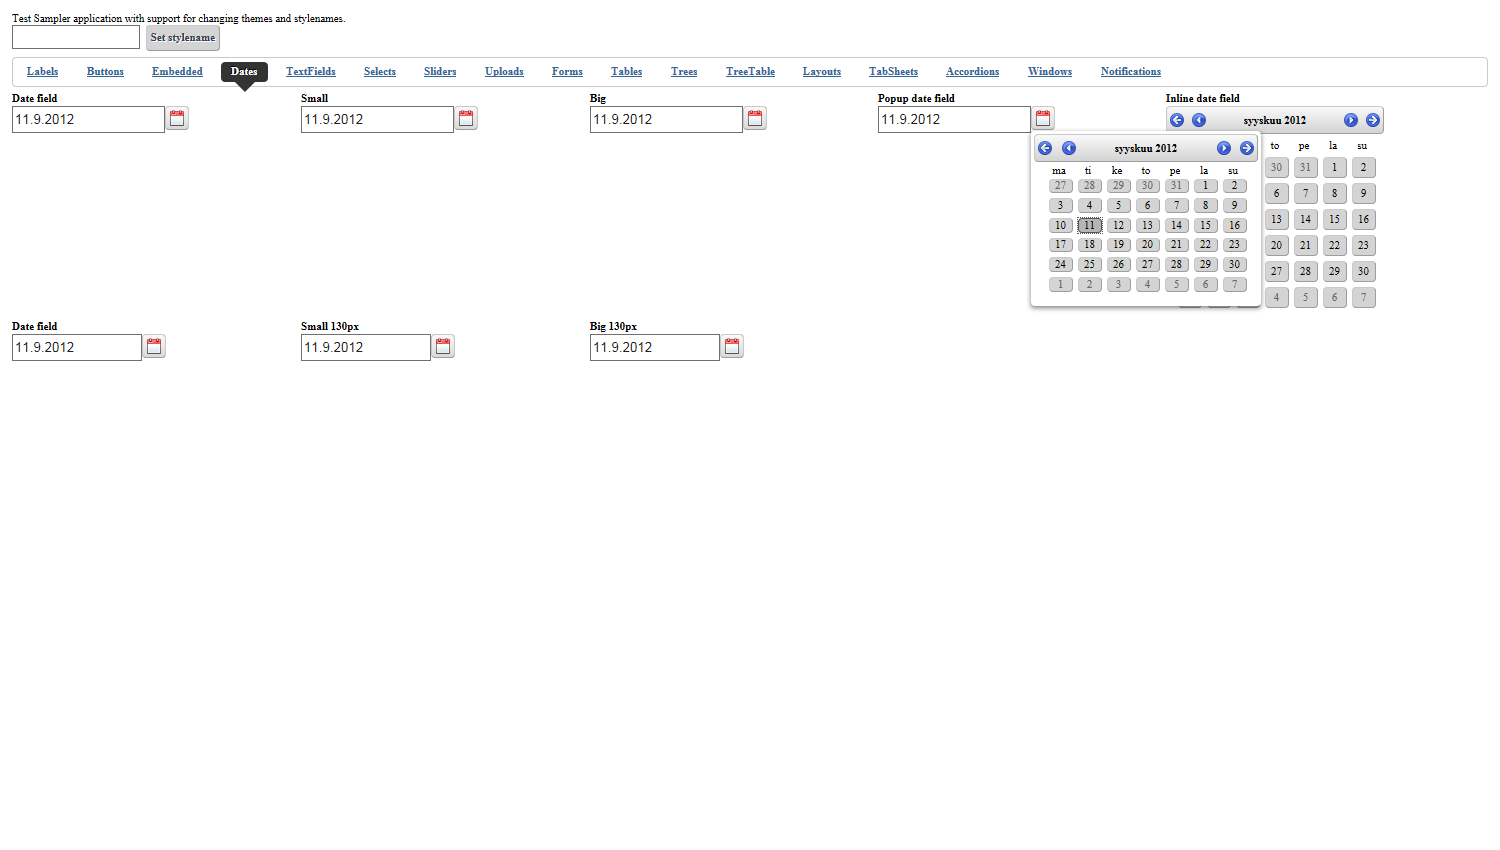 Test Sampler application with support for changing themes and stylenames.
Set stylename
Labels Buttons Embedded Dates TextFields Selects Sliders Uploads Forms Tables Trees TreeTable Layouts TabSheets Accordions Windows Notifications
Date field Small Big Popup date field Inline date field
11.9.2012 11.9.2012 11.9.2012 11.9.2012 syyskuu 2012
syyskuu 2012
ma ti ke to pe la su
27 28 29 30 31 1 2
3 4 5 6 7 8 9
10 11 12 13 14 15 16
17 18 19 20 21 22 23
24 25 26 27 28 29 30
1 2 3 4 5 6 7
to pe la su
30 31 1 2
6 7 8 9
13 14 15 16
20 21 22 23
27 28 29 30
4 5 6 7
Date field Small 130px Big 130px
11.9.2012 11.9.2012 11.9.2012